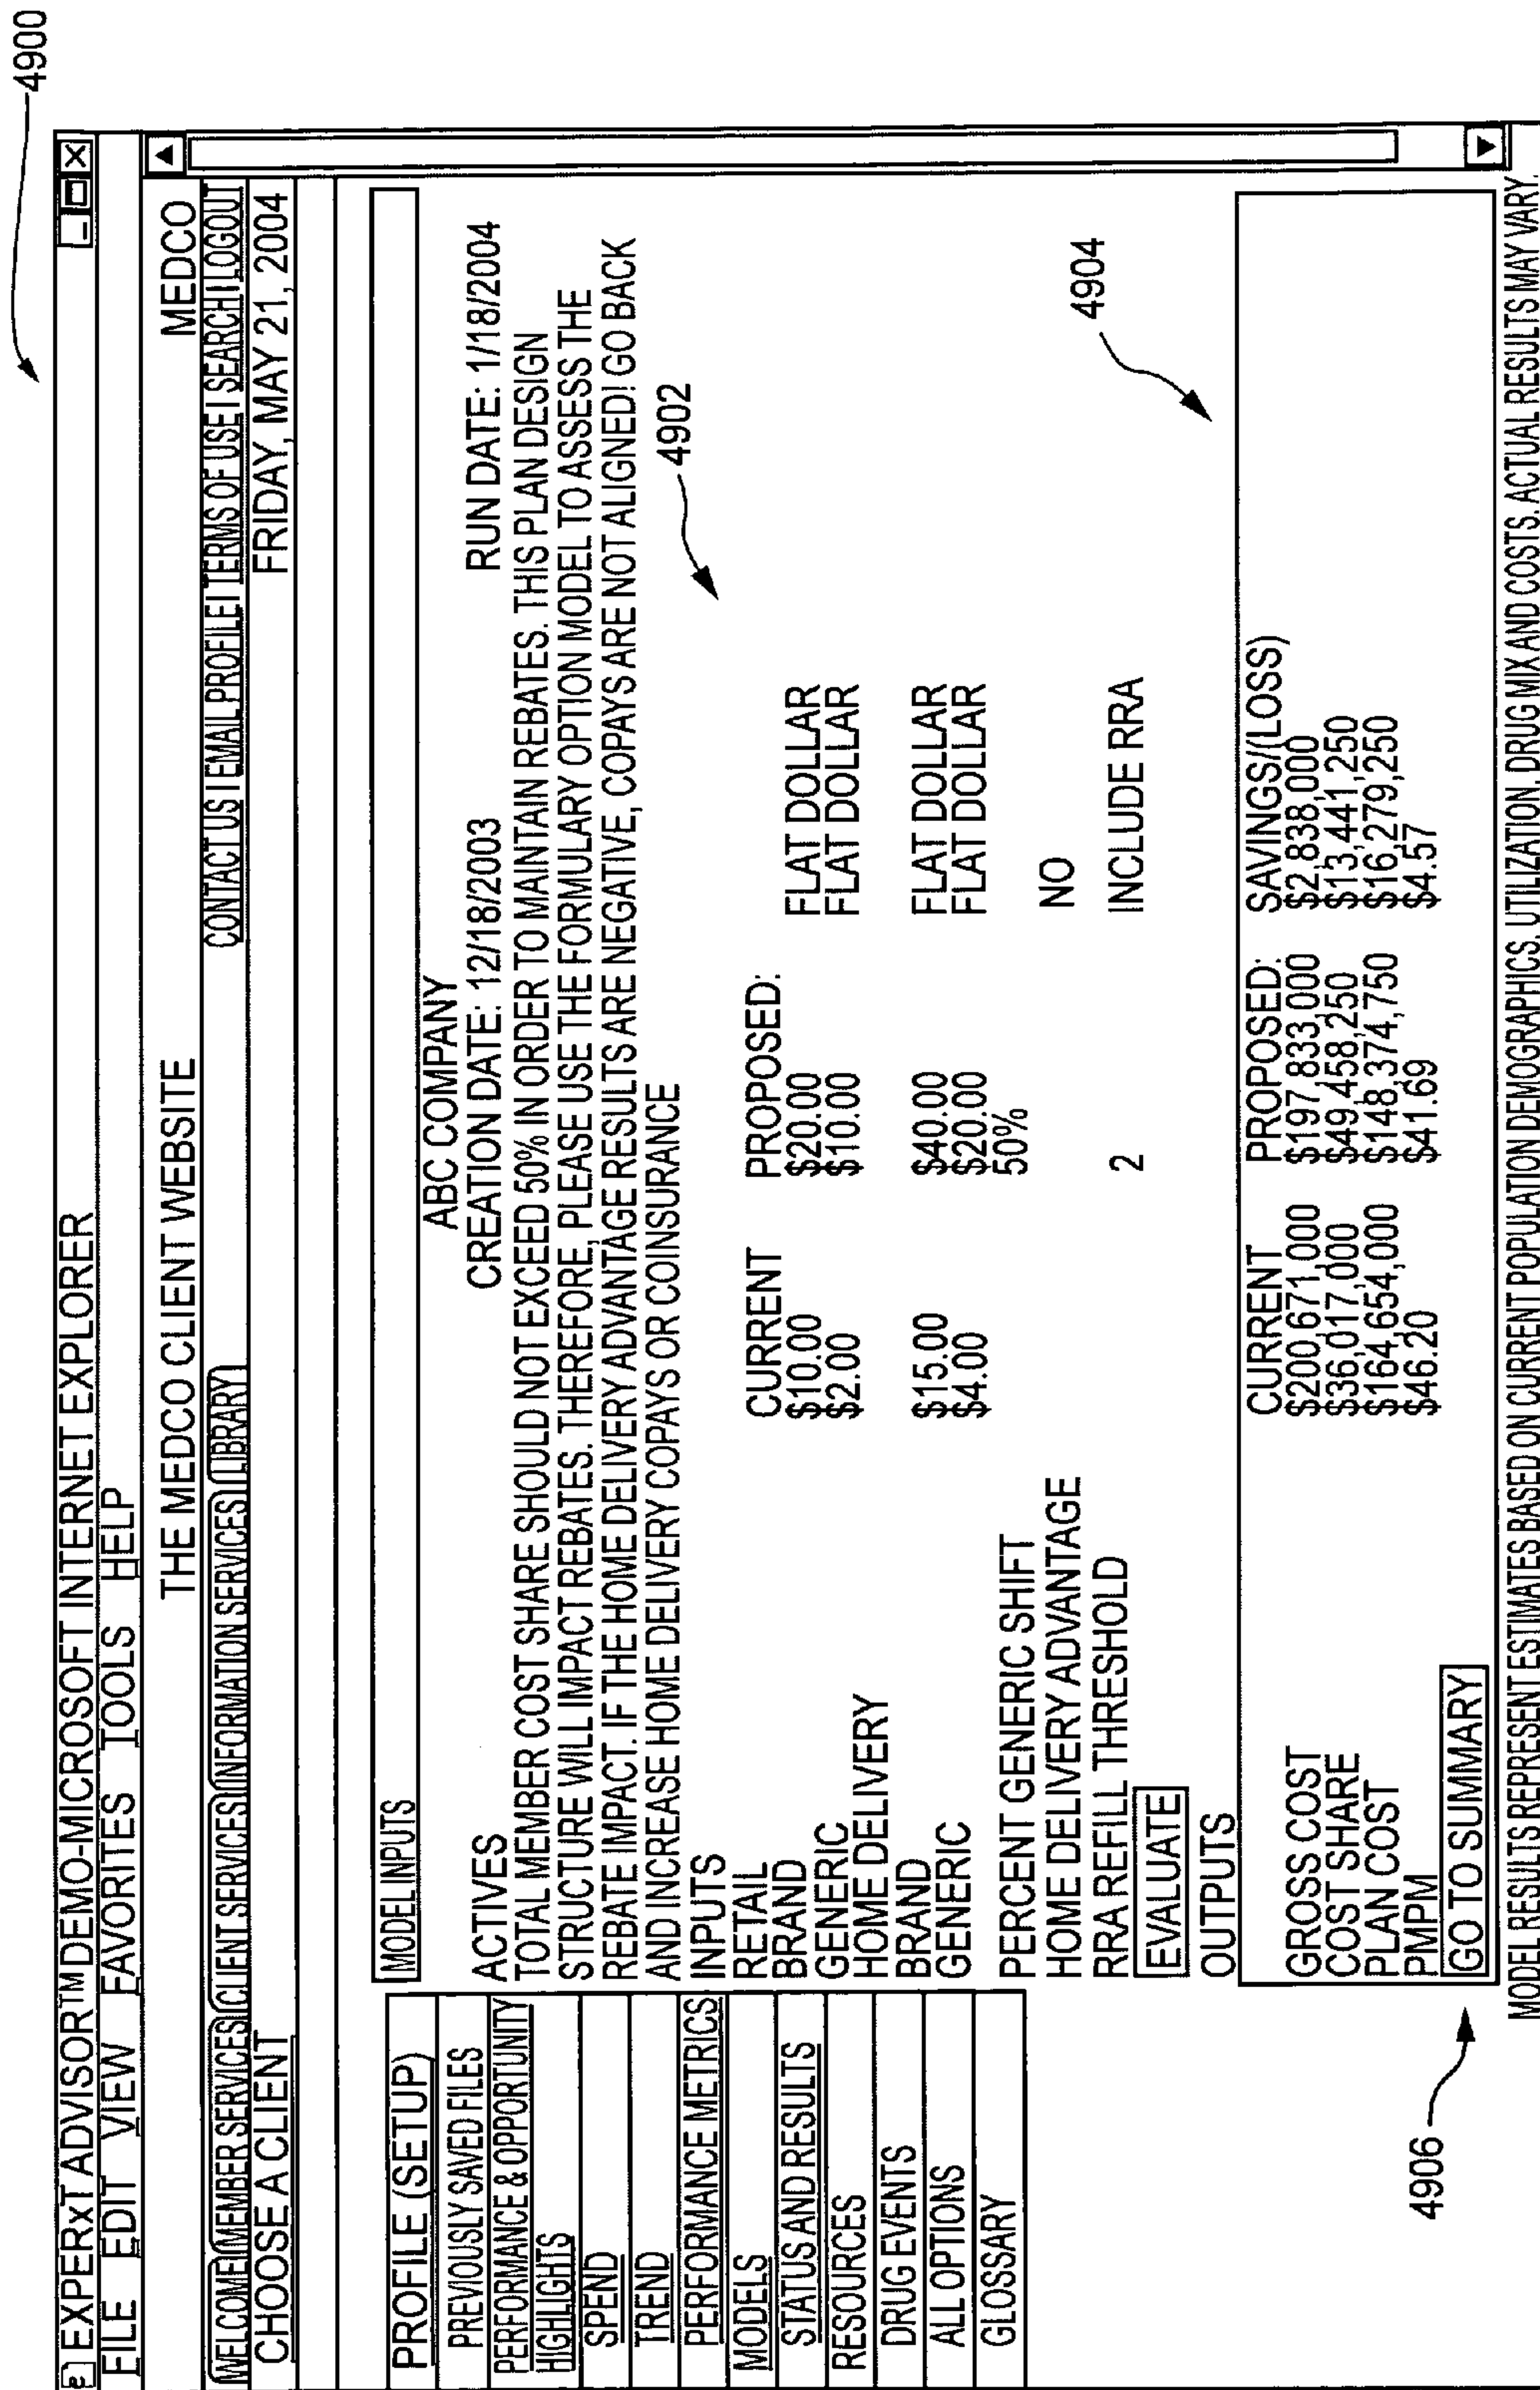 4900
EXPERxT ADVISOR™ DEMO-MICROSOFT INTERNET EXPLORER
FILE EDIT VIEW FAVORITES TOOLS HELP
THE MEDCO CLIENT WEBSITE MEDCO
WELCOME MEMBER SERVICES CLIENT SERVICES INFORMATION SERVICES LIBRARY CONTACT US | EMAIL PROFILE | TERMS OF USE | SEARCH | LOGOUT
CHOOSE A CLIENT FRIDAY, MAY 21, 2004
PROFILE (SETUP)
PREVIOUSLY SAVED FILES
PERFORMANCE & OPPORTUNITY
HIGHLIGHTS
SPEND
TREND
PERFORMANCE METRICS
MODELS
STATUS AND RESULTS
RESOURCES
DRUG EVENTS
ALL OPTIONS
GLOSSARY
MODEL INPUTS
ABC COMPANY
ACTIVES CREATION DATE: 12/18/2003 RUN DATE: 1/18/2004
TOTAL MEMBER COST SHARE SHOULD NOT EXCEED 50% IN ORDER TO MAINTAIN REBATES. THIS PLAN DESIGN
STRUCTURE WILL IMPACT REBATES. THEREFORE, PLEASE USE THE FORMULARY OPTION MODEL TO ASSESS THE
REBATE IMPACT. IF THE HOME DELIVERY ADVANTAGE RESULTS ARE NEGATIVE, COPAYS ARE NOT ALIGNED! GO BACK
AND INCREASE HOME DELIVERY COPAYS OR COINSURANCE
4902
INPUTS
RETAIL CURRENT PROPOSED:
BRAND $10.00 $20.00 FLAT DOLLAR
GENERIC $2.00 $10.00 FLAT DOLLAR
HOME DELIVERY
BRAND $15.00 $40.00 FLAT DOLLAR
GENERIC $4.00 $20.00 FLAT DOLLAR
PERCENT GENERIC SHIFT 50%
HOME DELIVERY ADVANTAGE NO
RRA REFILL THRESHOLD 2 INCLUDE RRA
EVALUATE
OUTPUTS
4904
CURRENT PROPOSED: SAVINGS/(LOSS)
GROSS COST $200,671,000 $197,833,000 $2,838,000
COST SHARE $36,017,000 $49,458,250 $13,441,250
PLAN COST $164,654,000 $148,374,750 $16,279,250
PMPM $46.20 $41.69 $4.57
GO TO SUMMARY
4906
MODEL RESULTS REPRESENT ESTIMATES BASED ON CURRENT POPULATION DEMOGRAPHICS, UTILIZATION, DRUG MIX AND COSTS. ACTUAL RESULTS MAY VARY.